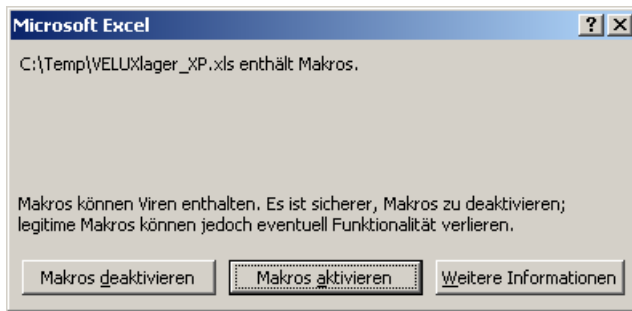 Microsoft Excel
C:\Temp\VELUXlager_XP.xls enthält Makros.
Makros können Viren enthalten. Es ist sicherer, Makros zu deaktivieren;
legitime Makros können jedoch eventuell Funktionalität verlieren.
Makros deaktivieren Makros aktivieren Weitere Informationen